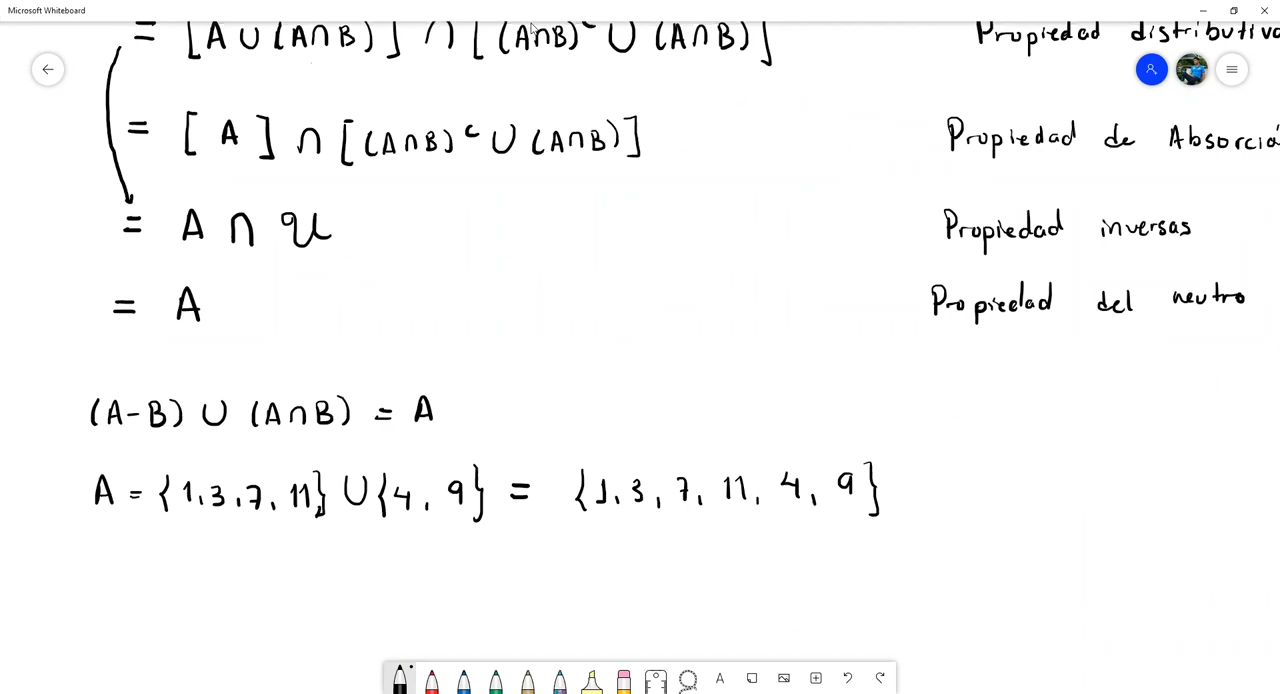 Microsoft Whiteboard
= [A ∪ (A∩B)] ∩ [(A∩B)ᶜ ∪ (A∩B)] Propiedad distributiva
= [A] ∩ [(A∩B)ᶜ ∪ (A∩B)] Propiedad de Absorció
= A ∩ 𝒰 Propiedad inversas
= A Propiedad del neutro
(A-B) ∪ (A∩B) = A
A = {1,3,7,11} ∪ {4,9} = {1,3,7,11,4,9}
A